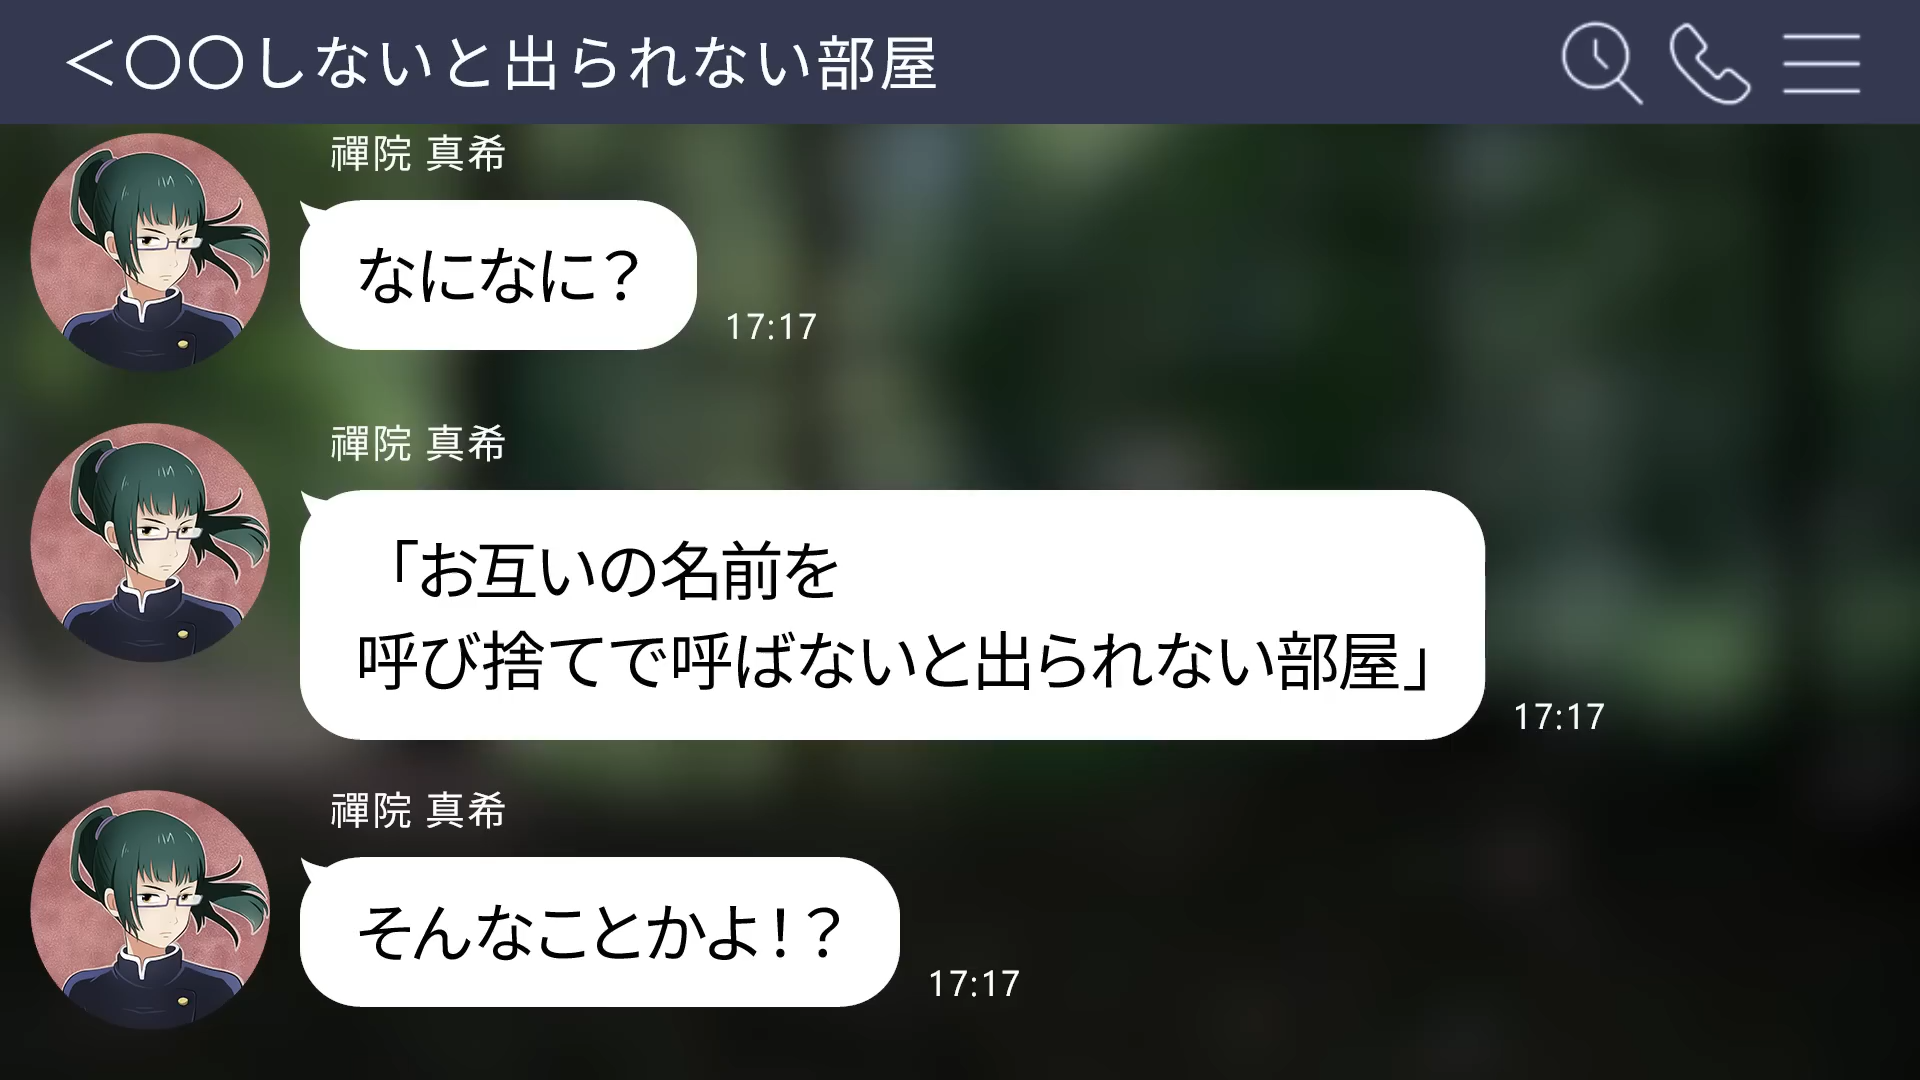 ＜〇〇しないと出られない部屋
禪院 真希
なになに？
17:17
禪院 真希
「お互いの名前を
呼び捨てで呼ばないと出られない部屋」
17:17
禪院 真希
そんなことかよ！？
17:17